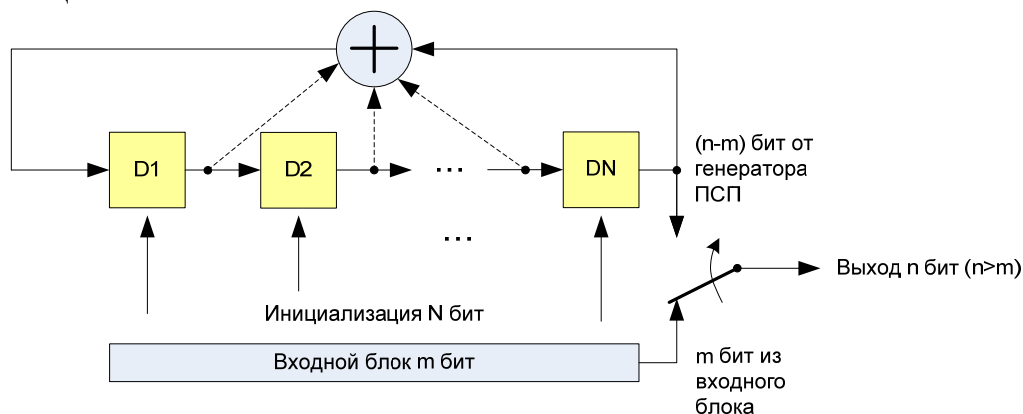 D1
D2
...
DN
(n-m) бит от
генератора
ПСП
...
Выход n бит (n>m)
Инициализация N бит
Входной блок m бит
m бит из
входного
блока